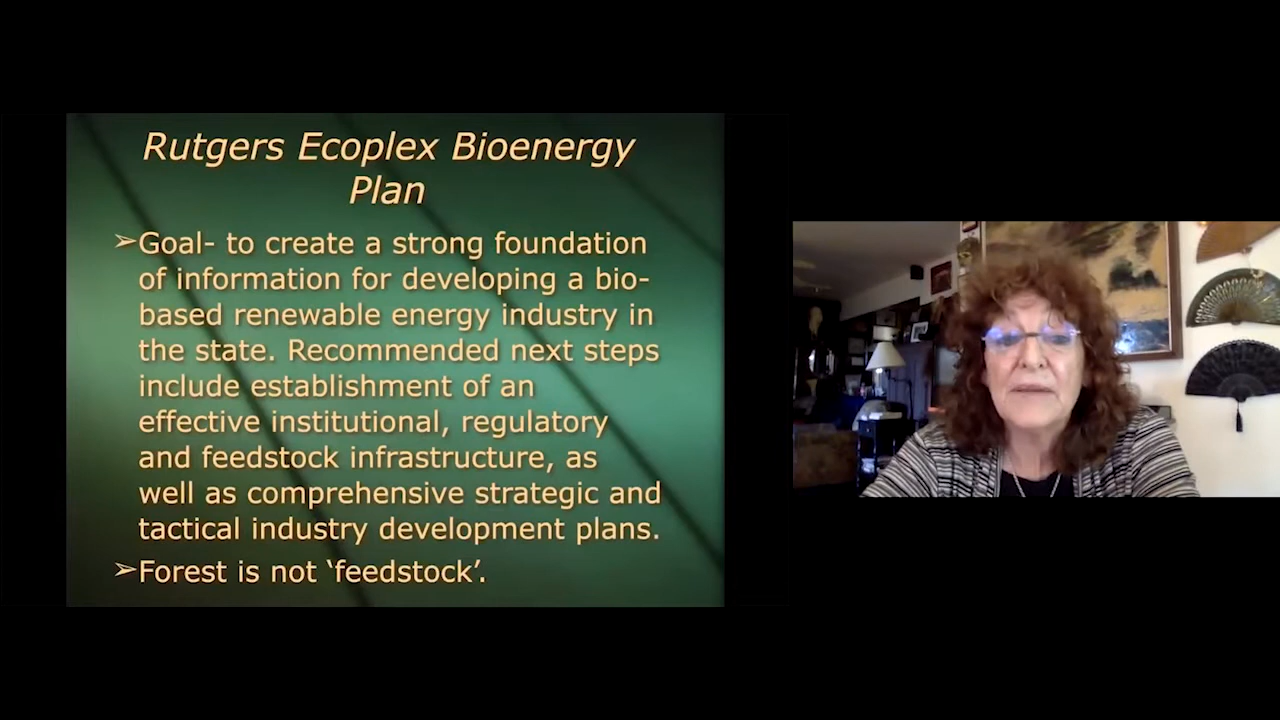 Rutgers Ecoplex Bioenergy
Plan
➢Goal- to create a strong foundation
of information for developing a bio-
based renewable energy industry in
the state. Recommended next steps
include establishment of an
effective institutional, regulatory
and feedstock infrastructure, as
well as comprehensive strategic and
tactical industry development plans.
➢Forest is not ‘feedstock’.